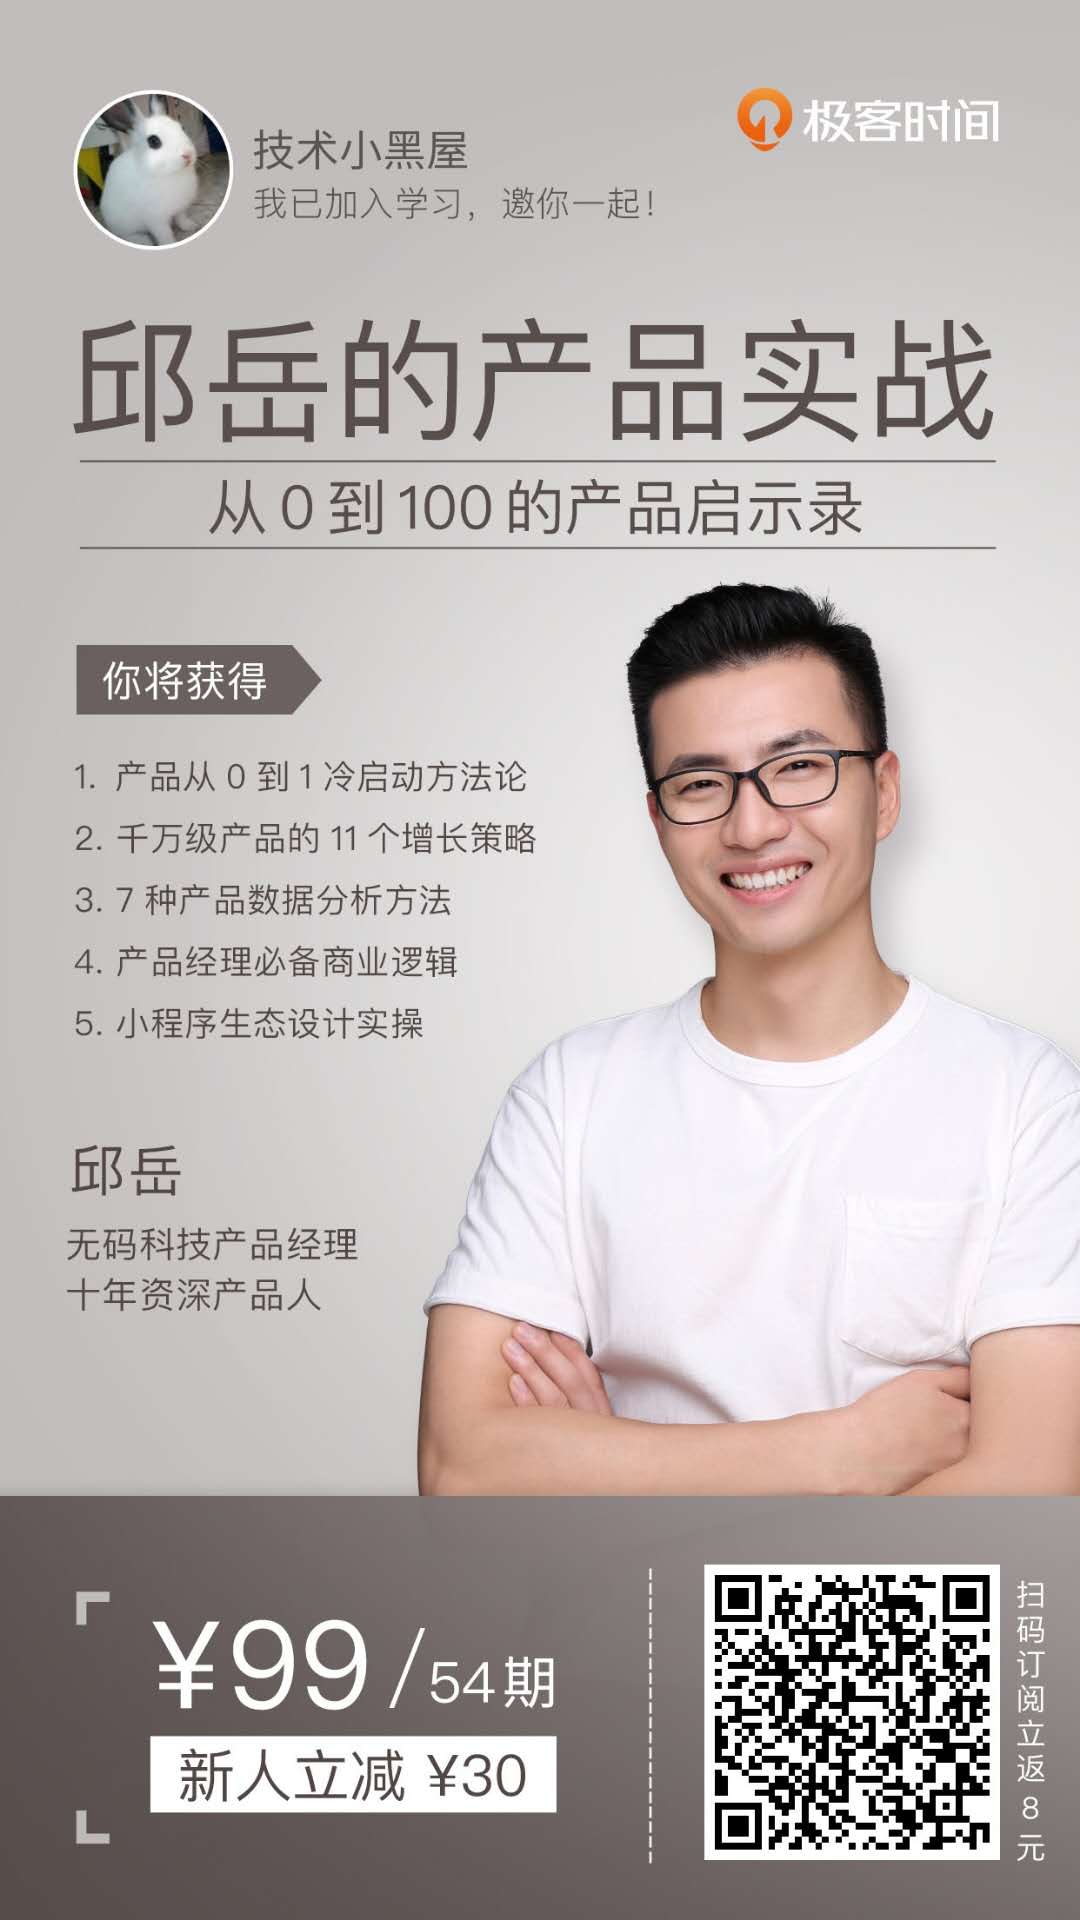 技术小黑屋
我已加入学习，邀你一起！
极客时间
邱岳的产品实战
从 0 到 100 的产品启示录
你将获得
1. 产品从 0 到 1 冷启动方法论
2. 千万级产品的 11 个增长策略
3. 7 种产品数据分析方法
4. 产品经理必备商业逻辑
5. 小程序生态设计实操
邱岳
无码科技产品经理
十年资深产品人
¥99/54期
新人立减 ¥30
扫码订阅立返8元